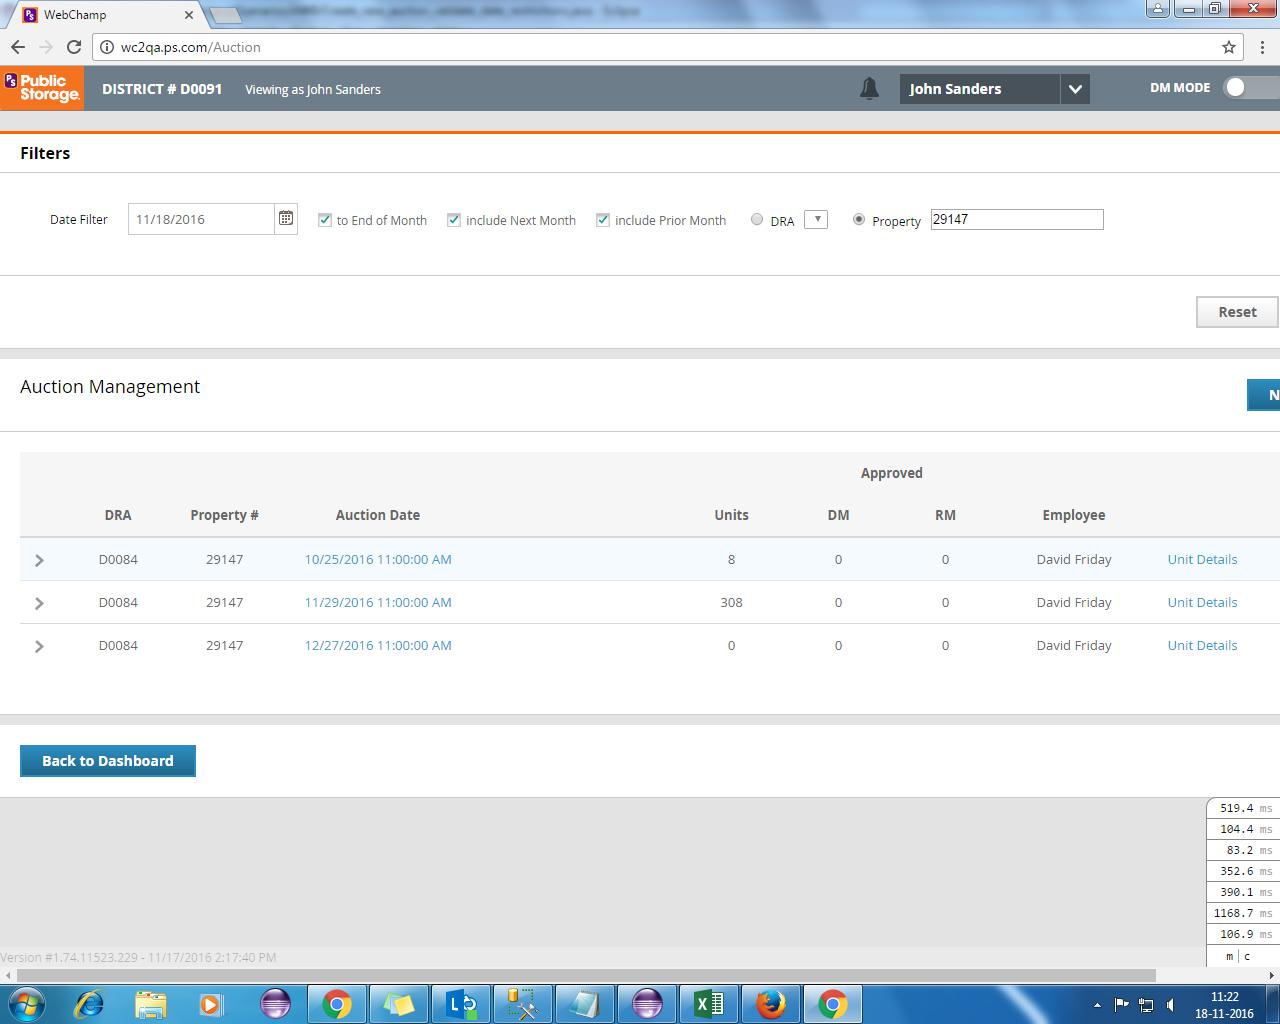 WebChamp
wc2qa.ps.com/Auction
PS Public Storage. DISTRICT # D0091 Viewing as John Sanders John Sanders DM MODE
Filters
Date Filter 11/18/2016 to End of Month include Next Month include Prior Month DRA Property 29147
Reset
Auction Management
N
Approved
DRA Property # Auction Date Units DM RM Employee
D0084 29147 10/25/2016 11:00:00 AM 8 0 0 David Friday Unit Details
D0084 29147 11/29/2016 11:00:00 AM 308 0 0 David Friday Unit Details
D0084 29147 12/27/2016 11:00:00 AM 0 0 0 David Friday Unit Details
Back to Dashboard
519.4 ms
104.4 ms
83.2 ms
352.6 ms
390.1 ms
1168.7 ms
106.9 ms
m | c
Version #1.74.11523.229 - 11/17/2016 2:17:40 PM
11:22
18-11-2016